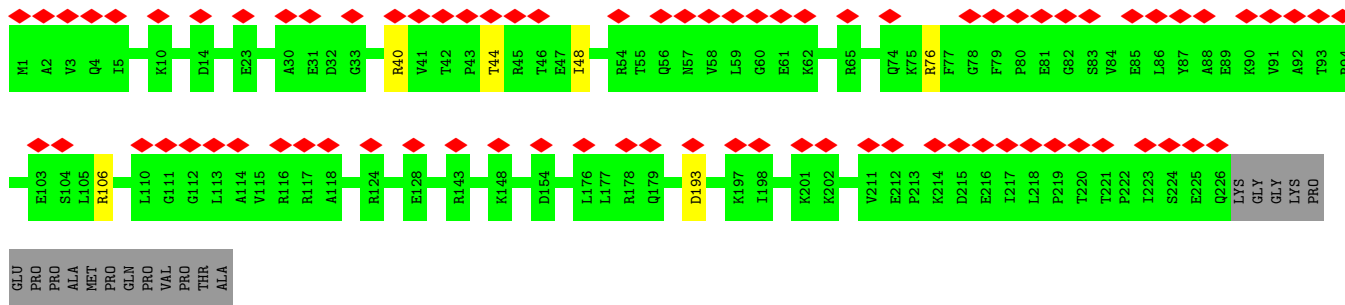 M1 A2 V3 Q4 I5 K10 D14 E23 A30 E31 D32 G33 R40 V41 T42 P43 T44 R45 T46 E47 I48 R54 T55 Q56 N57 V58 L59 G60 E61 K62 R65 Q74 K75 R76 F77 G78 F79 P80 E81 G82 S83 V84 E85 L86 Y87 A88 E89 K90 V91 A92 T93
E103 S104 L105 R106 L110 G111 G112 L113 A114 V115 R116 R117 A118 R124 E128 R143 K148 D154 L176 L177 R178 Q179 D193 K197 I198 K201 K202 V211 E212 P213 K214 D215 E216 I217 L218 P219 T220 T221 P222 I223 S224 E225 Q226 LYS GLY GLY LYS PRO
GLU PRO PRO ALA MET PRO GLN PRO VAL PRO THR ALA